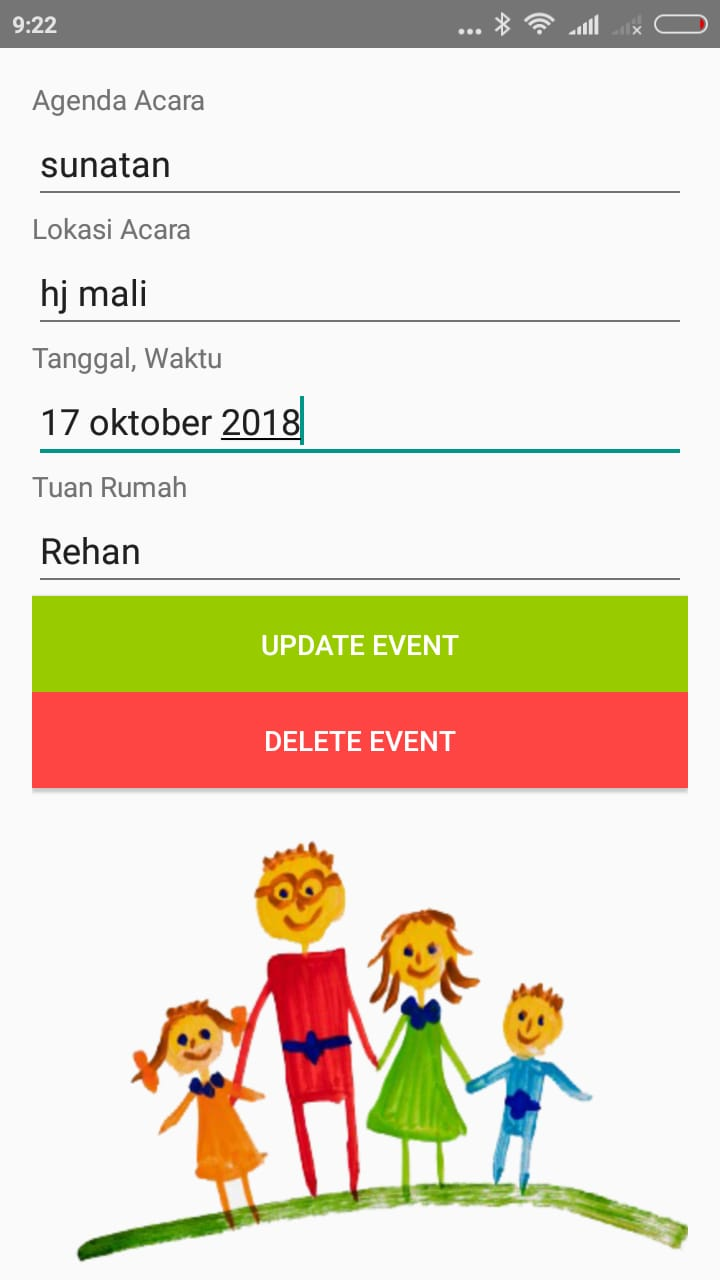 9:22
Agenda Acara
sunatan
Lokasi Acara
hj mali
Tanggal, Waktu
17 oktober 2018
Tuan Rumah
Rehan
UPDATE EVENT
DELETE EVENT